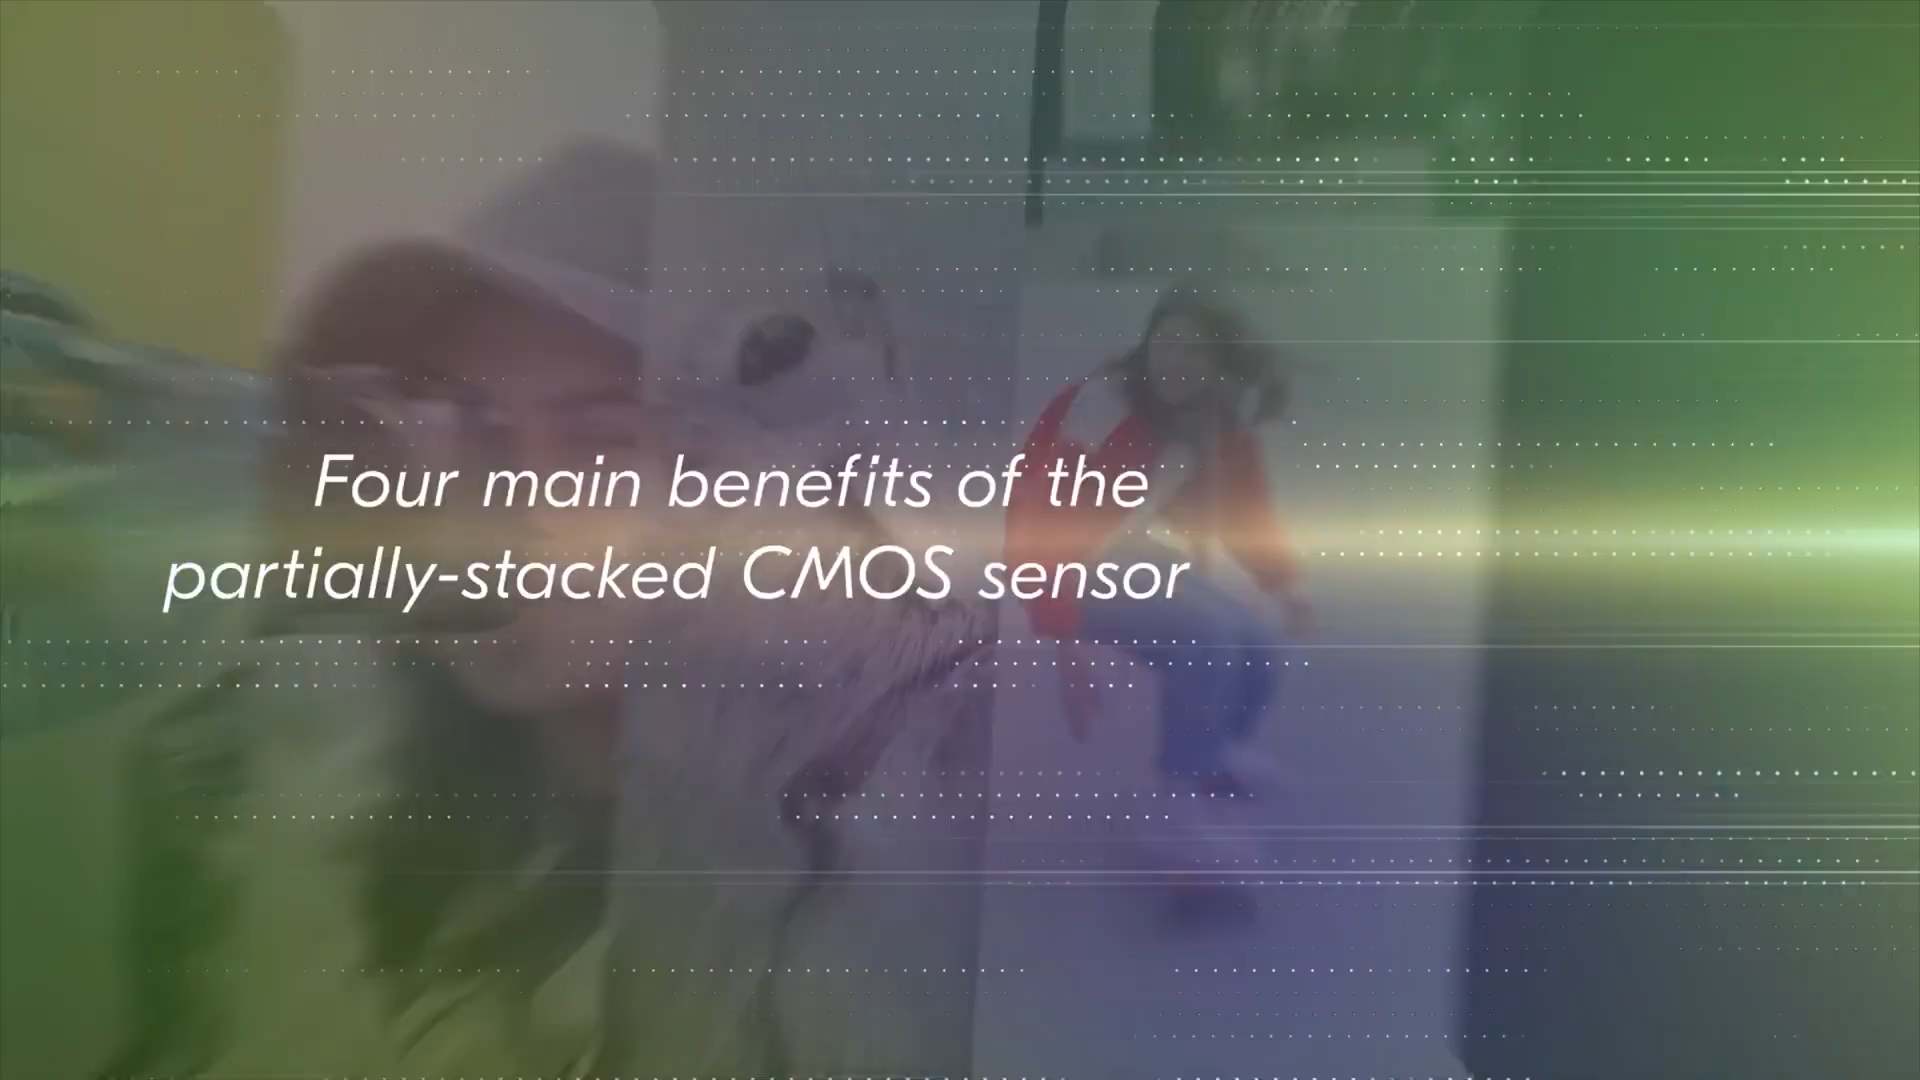 Four main benefits of the
partially-stacked CMOS sensor